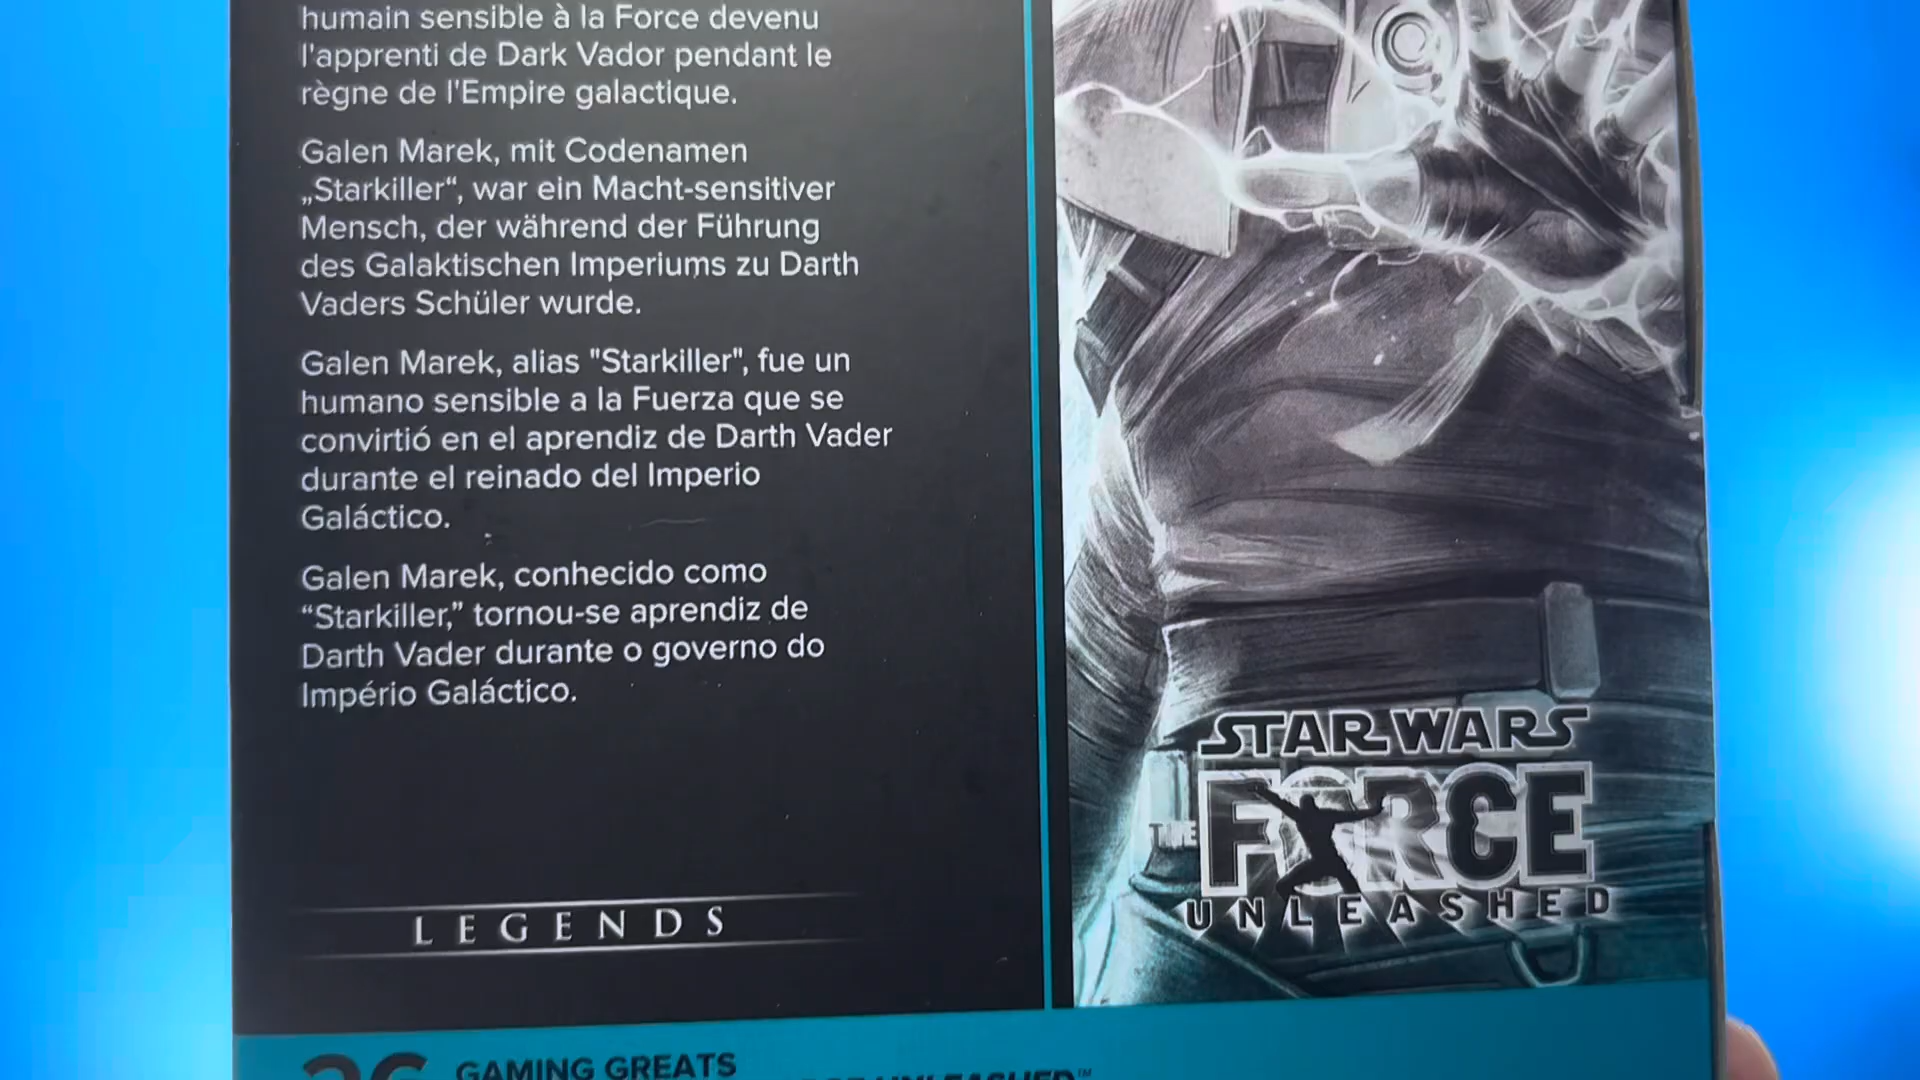 humain sensible à la Force devenu
l'apprenti de Dark Vador pendant le
règne de l'Empire galactique.
Galen Marek, mit Codenamen
„Starkiller“, war ein Macht-sensitiver
Mensch, der während der Führung
des Galaktischen Imperiums zu Darth
Vaders Schüler wurde.
Galen Marek, alias "Starkiller", fue un
humano sensible a la Fuerza que se
convirtió en el aprendiz de Darth Vader
durante el reinado del Imperio
Galáctico.
Galen Marek, conhecido como
“Starkiller,” tornou-se aprendiz de
Darth Vader durante o governo do
Império Galáctico.
LEGENDS
STAR WARS
THE FORCE
UNLEASHED
GAMING GREATS
UNLEASHED™